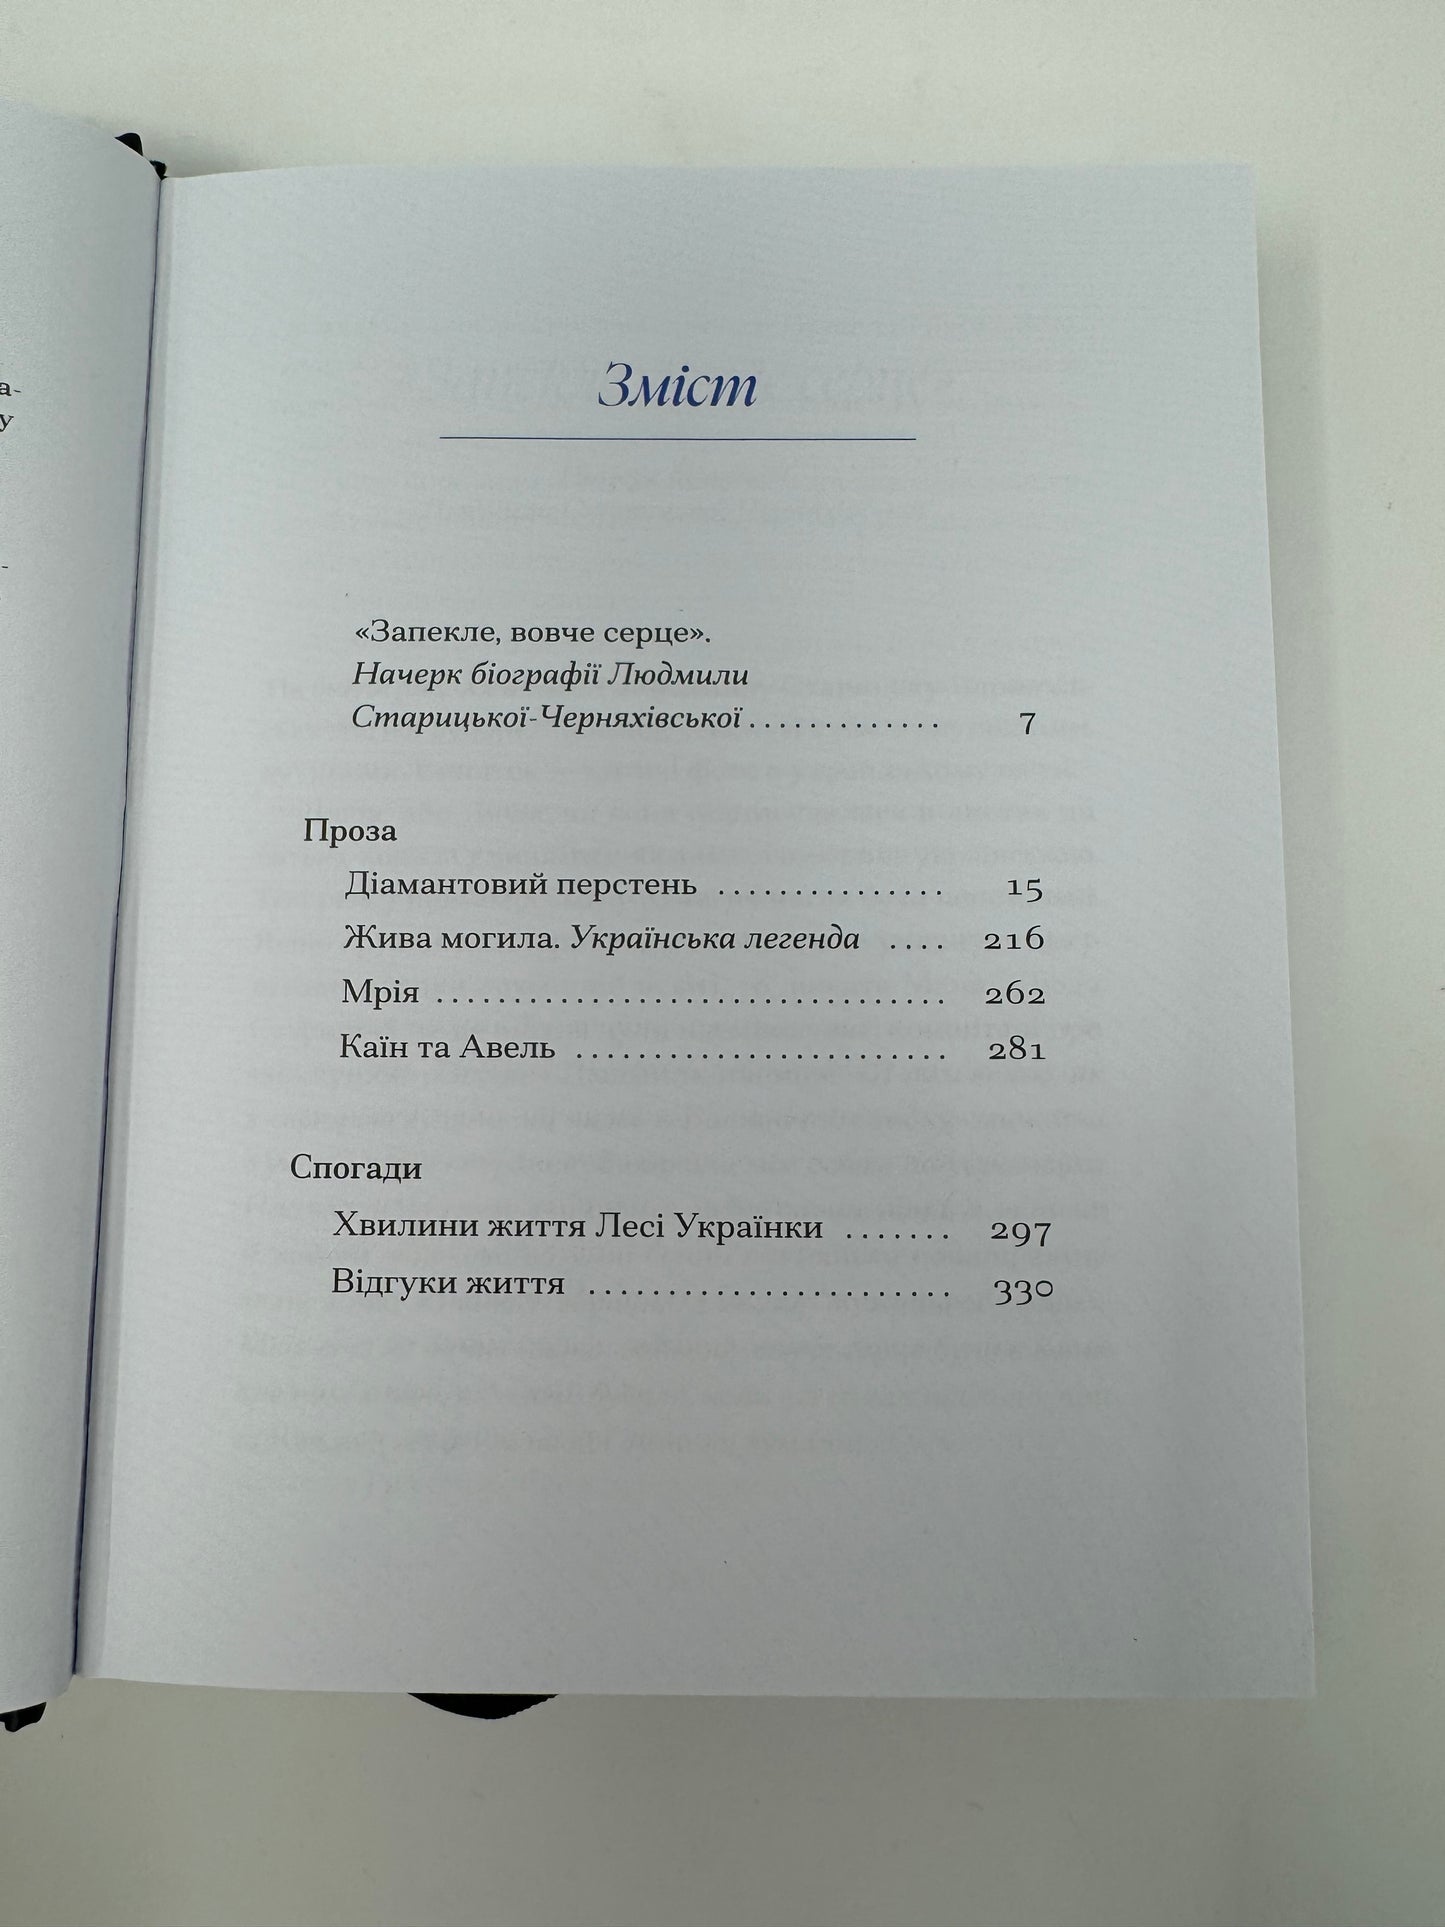 а-
у
-
Зміст
«Запекле, вовче серце».
Начерк біографії Людмили
Старицької-Черняхівської . . . . . . . . . . . . . 7
Проза
Діамантовий перстень . . . . . . . . . . . . . . . 15
Жива могила. Українська легенда . . . . 216
Мрія . . . . . . . . . . . . . . . . . . . . . . . . . . . . . . . . . . 262
Каїн та Авель . . . . . . . . . . . . . . . . . . . . . . . . . 281
Спогади
Хвилини життя Лесі Українки . . . . . . . 297
Відгуки життя . . . . . . . . . . . . . . . . . . . . . . . . 330